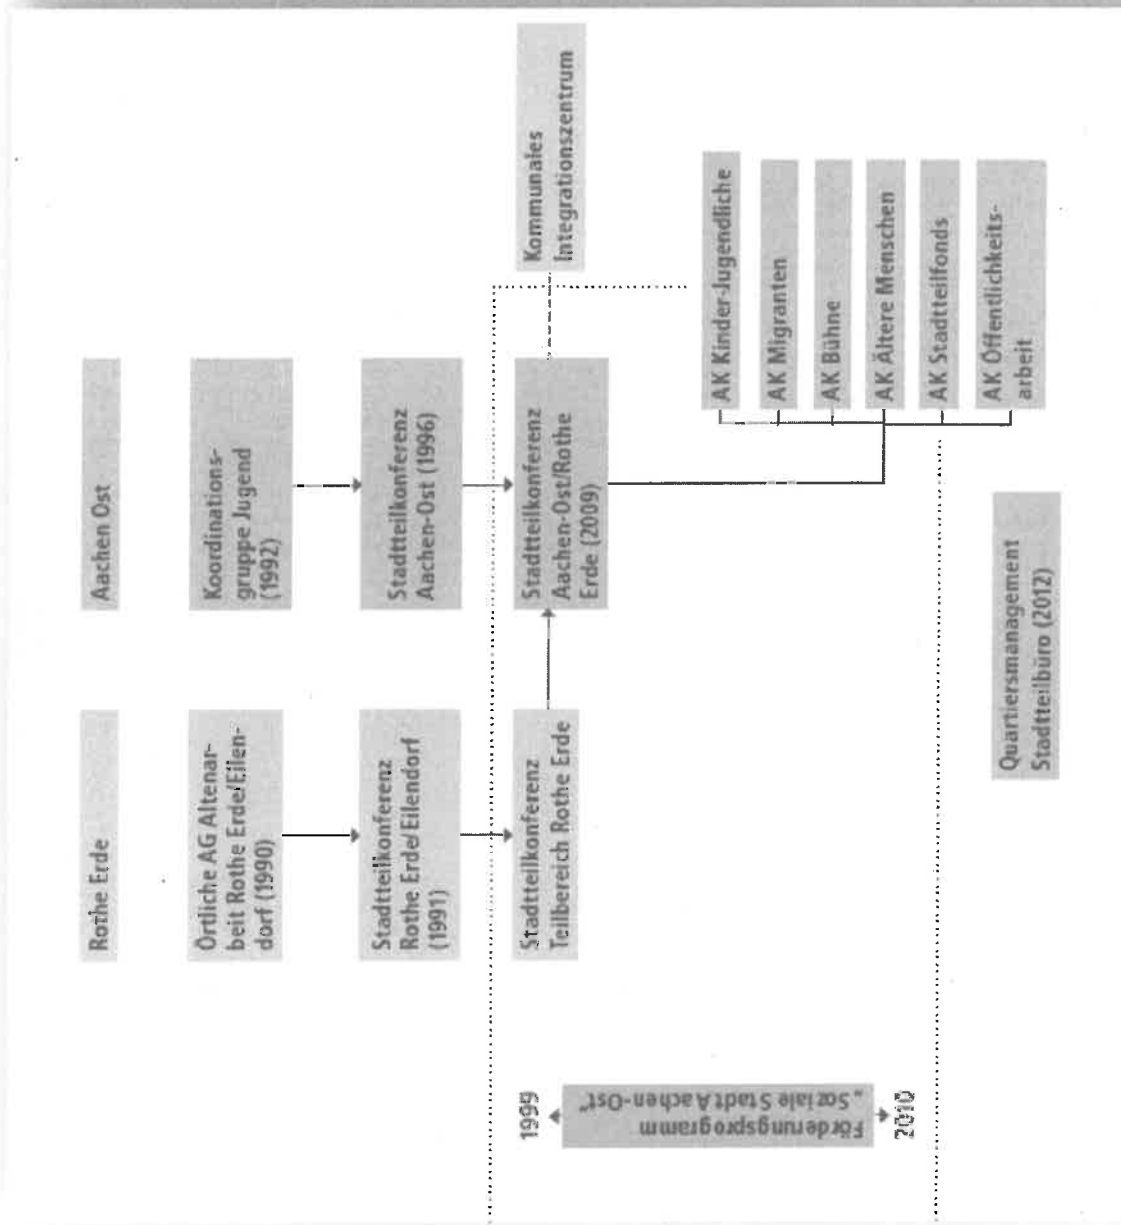 Rothe Erde
Aachen Ost
Örtliche AG Altenar-
beit Rothe Erde/Eilen-
dorf (1990)
Koordinations-
gruppe Jugend
(1992)
Stadtteilkonferenz
Rothe Erde/Eilendorf
(1991)
Stadtteilkonferenz
Aachen-Ost (1996)
1999
Förderungsprogramm
„Soziale Stadt Aachen-Ost“
2010
Stadtteilkonferenz
Teilbereich Rothe Erde
Stadtteilkonferenz
Aachen-Ost/Rothe
Erde (2009)
Kommunales
Integrationszentrum
AK Kinder-Jugendliche
AK Migranten
AK Bühne
AK Ältere Menschen
AK Stadtteilfonds
AK Öffentlichkeits-
arbeit
Quartiersmanagement
Stadtteilbüro (2012)